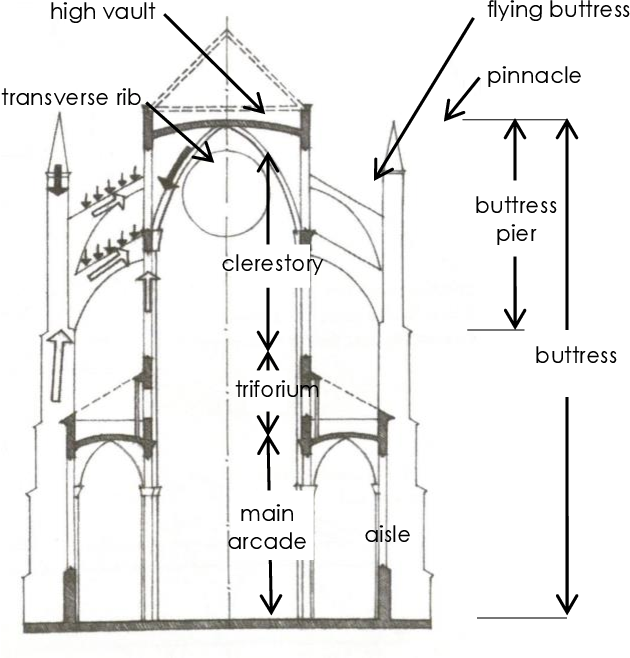 high vault
flying buttress
pinnacle
transverse rib
buttress
pier
clerestory
buttress
triforium
main
arcade
aisle